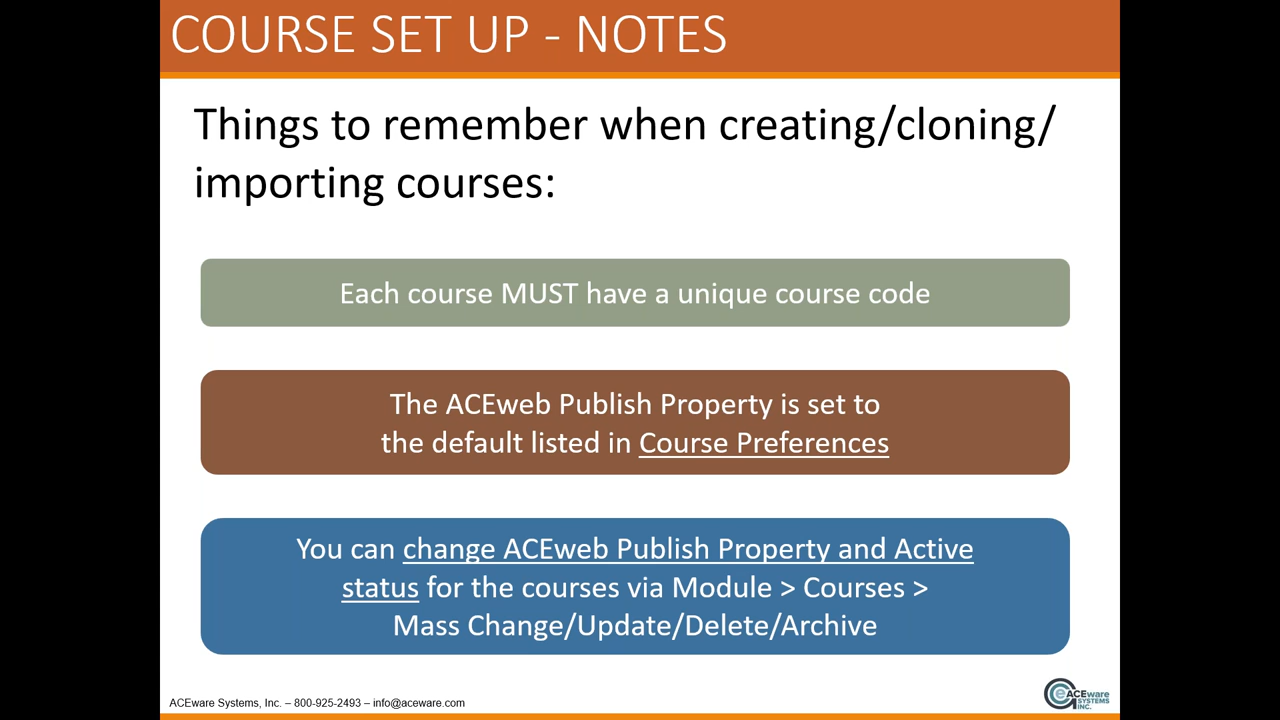 COURSE SET UP - NOTES
Things to remember when creating/cloning/
importing courses:
Each course MUST have a unique course code
The ACEweb Publish Property is set to
the default listed in Course Preferences
You can change ACEweb Publish Property and Active
status for the courses via Module > Courses >
Mass Change/Update/Delete/Archive
ACEware Systems, Inc. – 800-925-2493 – info@aceware.com
ACEware
SYSTEMS
INC.